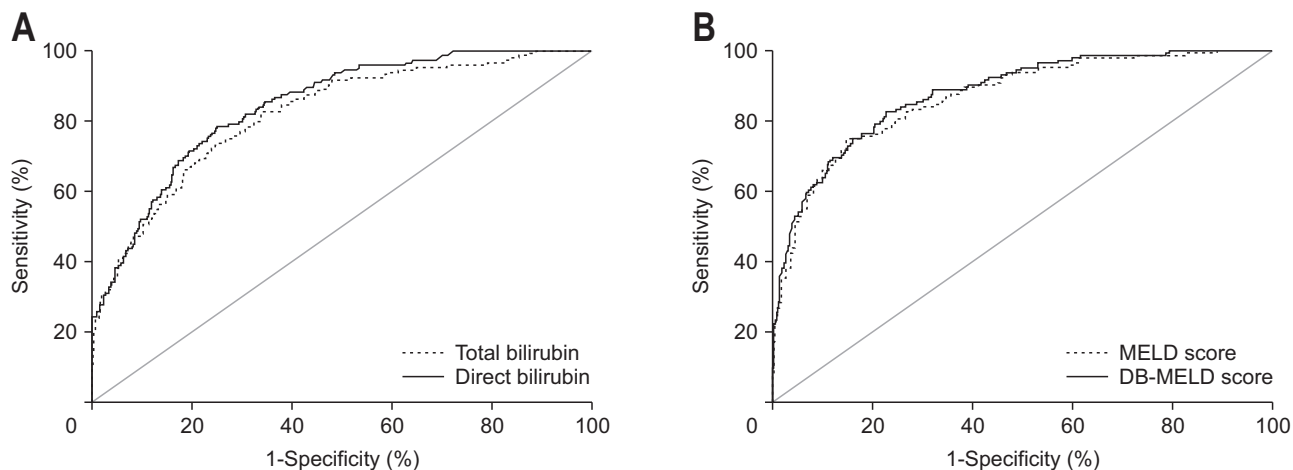 A
100
80
60
40
20
0
20
40
60
80
100
Sensitivity (%)
1-Specificity (%)
Total bilirubin
Direct bilirubin
B
100
80
60
40
20
0
20
40
60
80
100
Sensitivity (%)
1-Specificity (%)
MELD score
DB-MELD score